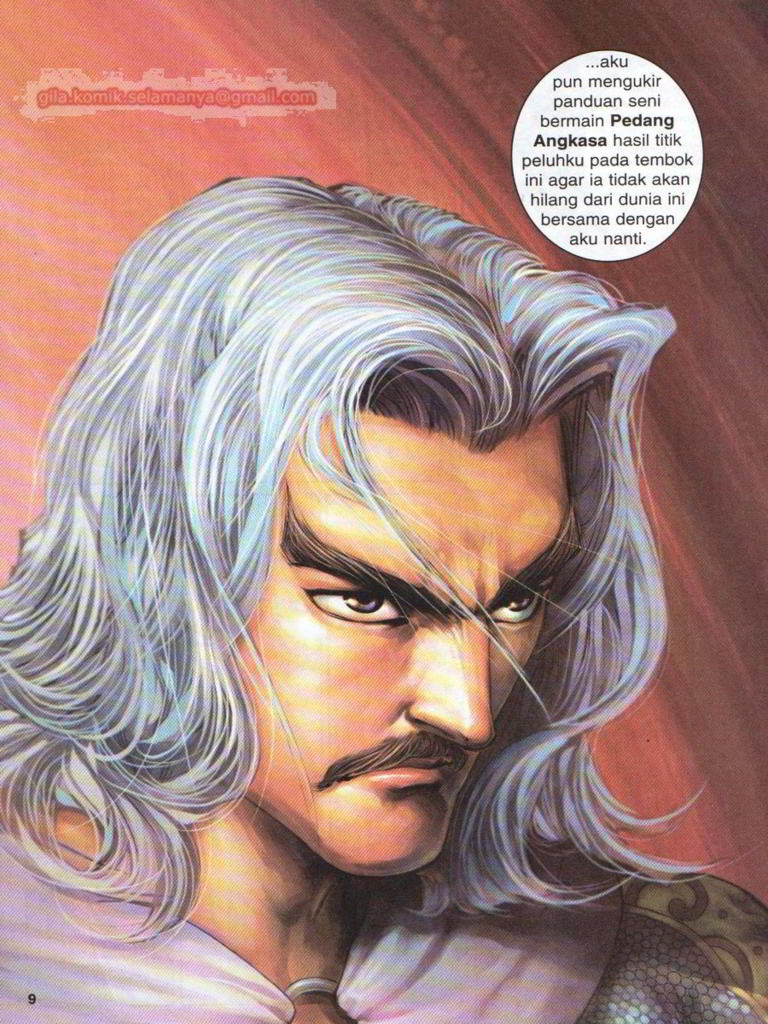 gila.komik.selamanya@gmail.com
...aku
pun mengukir
panduan seni
bermain Pedang
Angkasa hasil titik
peluhku pada tembok
ini agar ia tidak akan
hilang dari dunia ini
bersama dengan
aku nanti.
9